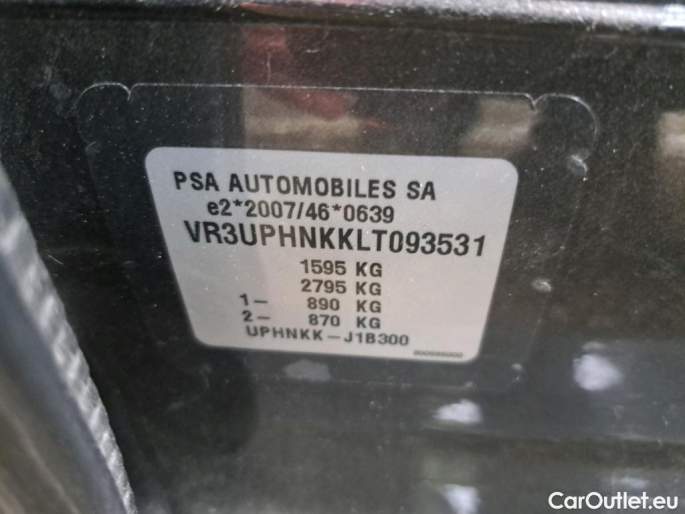 PSA AUTOMOBILES SA
e2*2007/46*0639
VR3UPHNKKLT093531
1595 KG
2795 KG
1- 890 KG
2- 870 KG
UPHNKK-J1B300
CarOutlet.eu